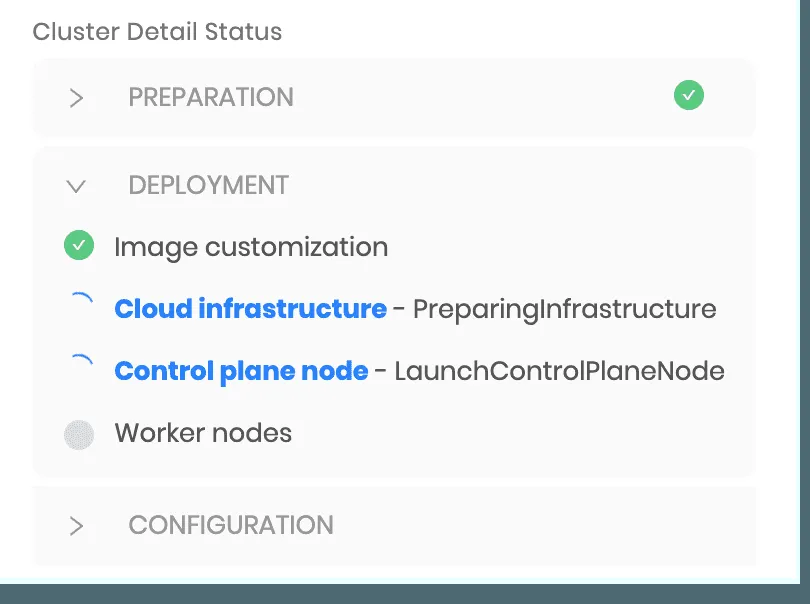 Cluster Detail Status
PREPARATION
DEPLOYMENT
Image customization
Cloud infrastructure - PreparingInfrastructure
Control plane node - LaunchControlPlaneNode
Worker nodes
CONFIGURATION